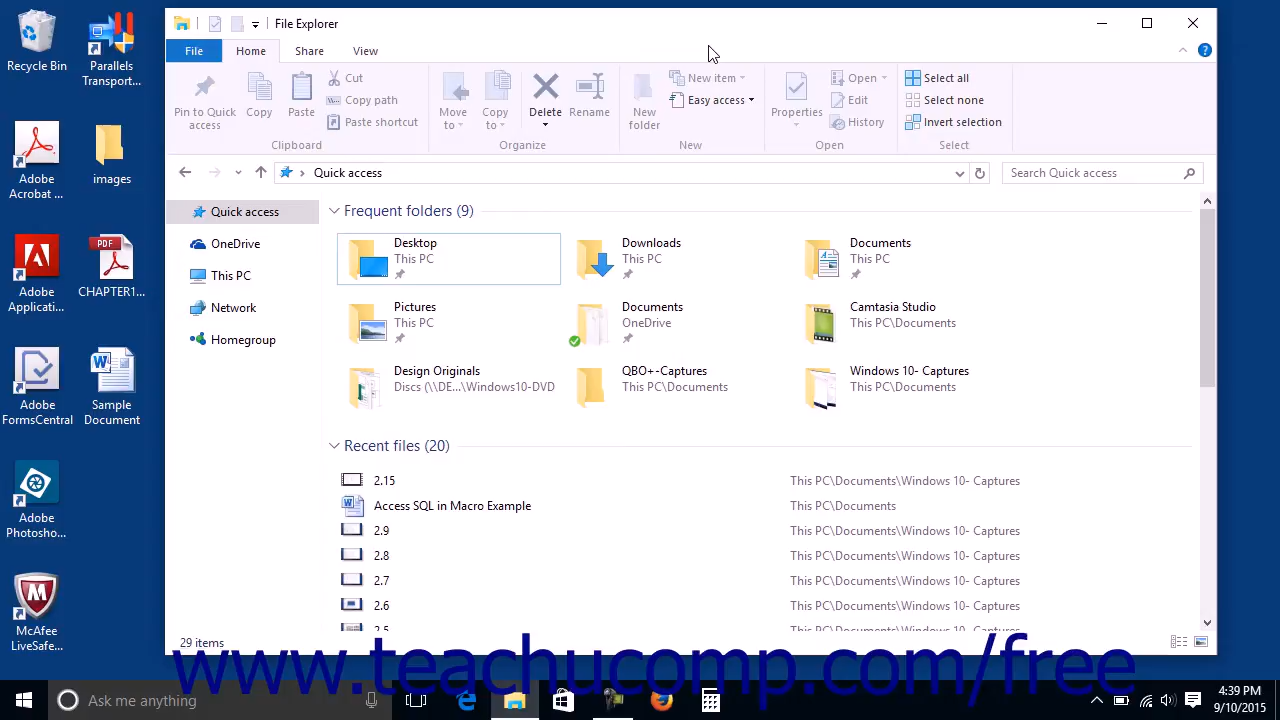 File Explorer
File
Home
Share
View
Pin to Quick access
Copy
Paste
Cut
Copy path
Paste shortcut
Clipboard
Move to
Copy to
Delete
Rename
Organize
New folder
New item
Easy access
New
Properties
Open
Edit
History
Open
Select all
Select none
Invert selection
Select
Quick access
Search Quick access
Quick access
OneDrive
This PC
Network
Homegroup
Frequent folders (9)
Desktop
This PC
Downloads
This PC
Documents
This PC
Pictures
This PC
Documents
OneDrive
Camtasia Studio
This PC\Documents
Design Originals
Discs (\\DE...\Windows10-DVD
QBO+-Captures
This PC\Documents
Windows 10- Captures
This PC\Documents
Recent files (20)
2.15 This PC\Documents\Windows 10- Captures
Access SQL in Macro Example This PC\Documents
2.9 This PC\Documents\Windows 10- Captures
2.8 This PC\Documents\Windows 10- Captures
2.7 This PC\Documents\Windows 10- Captures
2.6 This PC\Documents\Windows 10- Captures
2.5 This PC\Documents\Windows 10- Captures
29 items
Recycle Bin
Parallels Transport...
Adobe Acrobat ...
images
Adobe Applicati...
PDF
CHAPTER1...
Adobe FormsCentral
Sample Document
Adobe Photosho...
McAfee LiveSafe...
www.teachucomp.com/free
Ask me anything
4:39 PM
9/10/2015